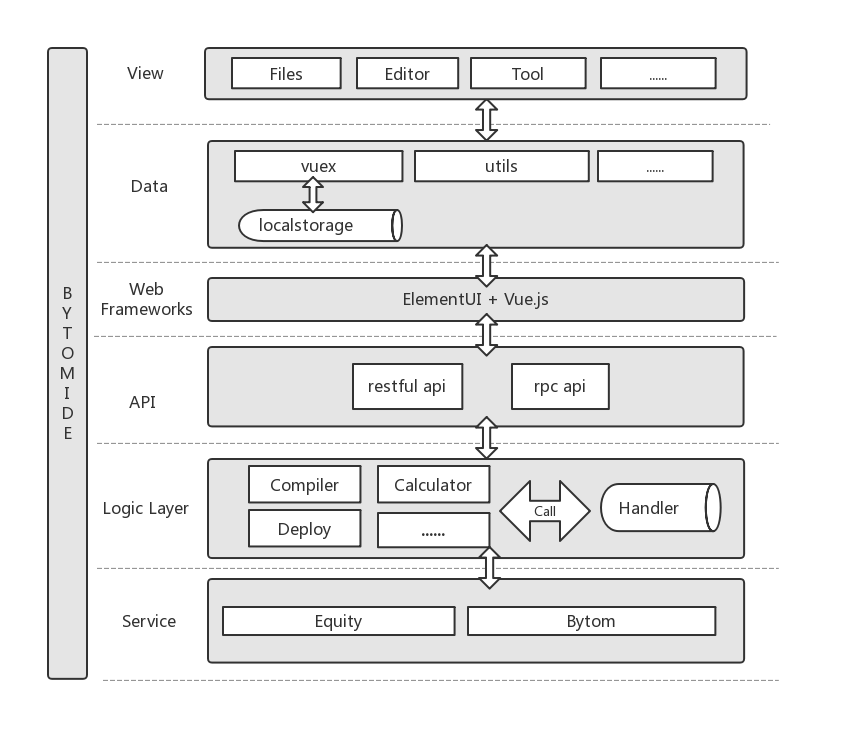 B
Y
T
O
M
I
D
E
View
Files
Editor
Tool
......
Data
vuex
utils
......
localstorage
Web
Frameworks
ElementUI + Vue.js
API
restful api
rpc api
Logic Layer
Compiler
Calculator
Deploy
......
Call
Handler
Service
Equity
Bytom